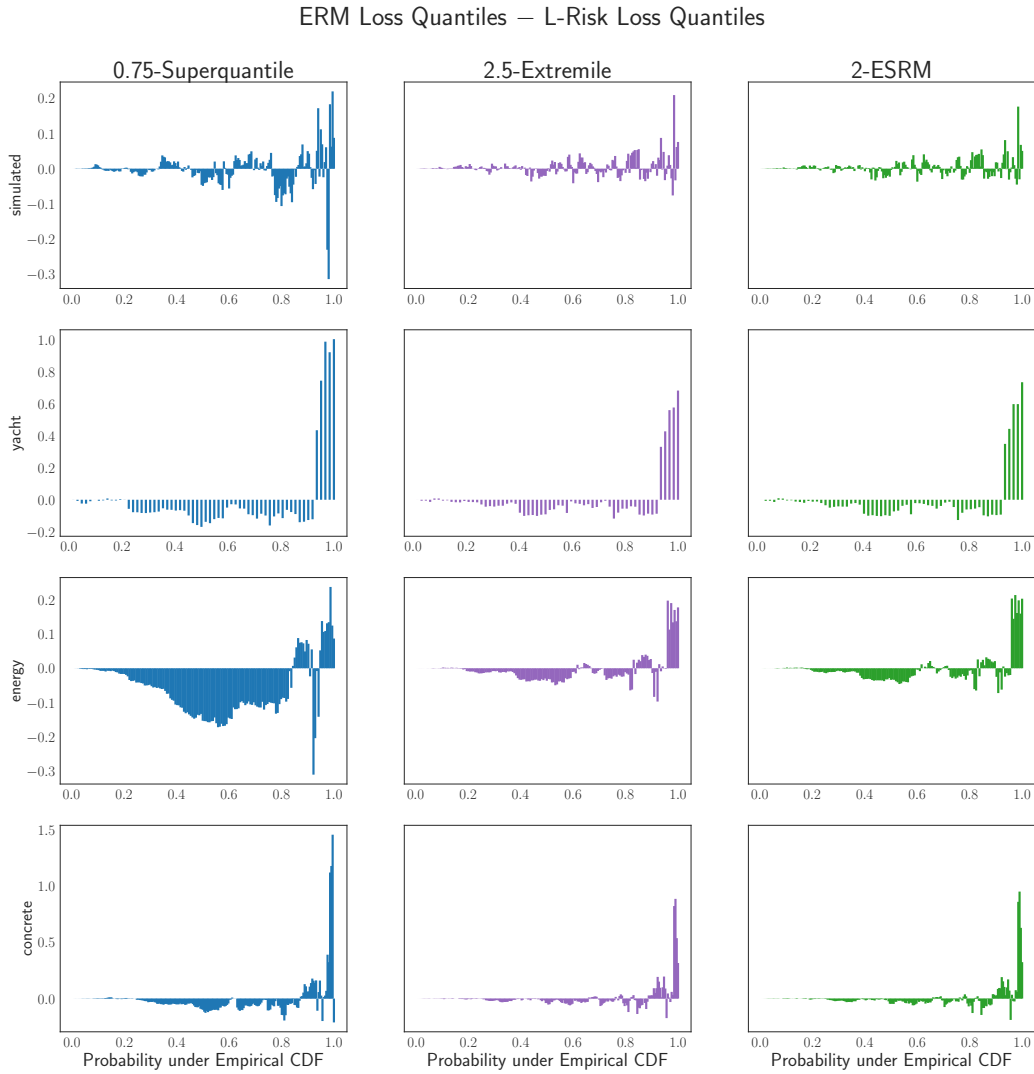 ERM Loss Quantiles − L-Risk Loss Quantiles
0.75-Superquantile
2.5-Extremile
2-ESRM
simulated
0.2
0.1
0.0
−0.1
−0.2
−0.3
0.0 0.2 0.4 0.6 0.8 1.0
0.0 0.2 0.4 0.6 0.8 1.0
0.0 0.2 0.4 0.6 0.8 1.0
yacht
1.0
0.8
0.6
0.4
0.2
0.0
−0.2
0.0 0.2 0.4 0.6 0.8 1.0
0.0 0.2 0.4 0.6 0.8 1.0
0.0 0.2 0.4 0.6 0.8 1.0
energy
0.2
0.1
0.0
−0.1
−0.2
−0.3
0.0 0.2 0.4 0.6 0.8 1.0
0.0 0.2 0.4 0.6 0.8 1.0
0.0 0.2 0.4 0.6 0.8 1.0
concrete
1.5
1.0
0.5
0.0
0.0 0.2 0.4 0.6 0.8 1.0
0.0 0.2 0.4 0.6 0.8 1.0
0.0 0.2 0.4 0.6 0.8 1.0
Probability under Empirical CDF
Probability under Empirical CDF
Probability under Empirical CDF